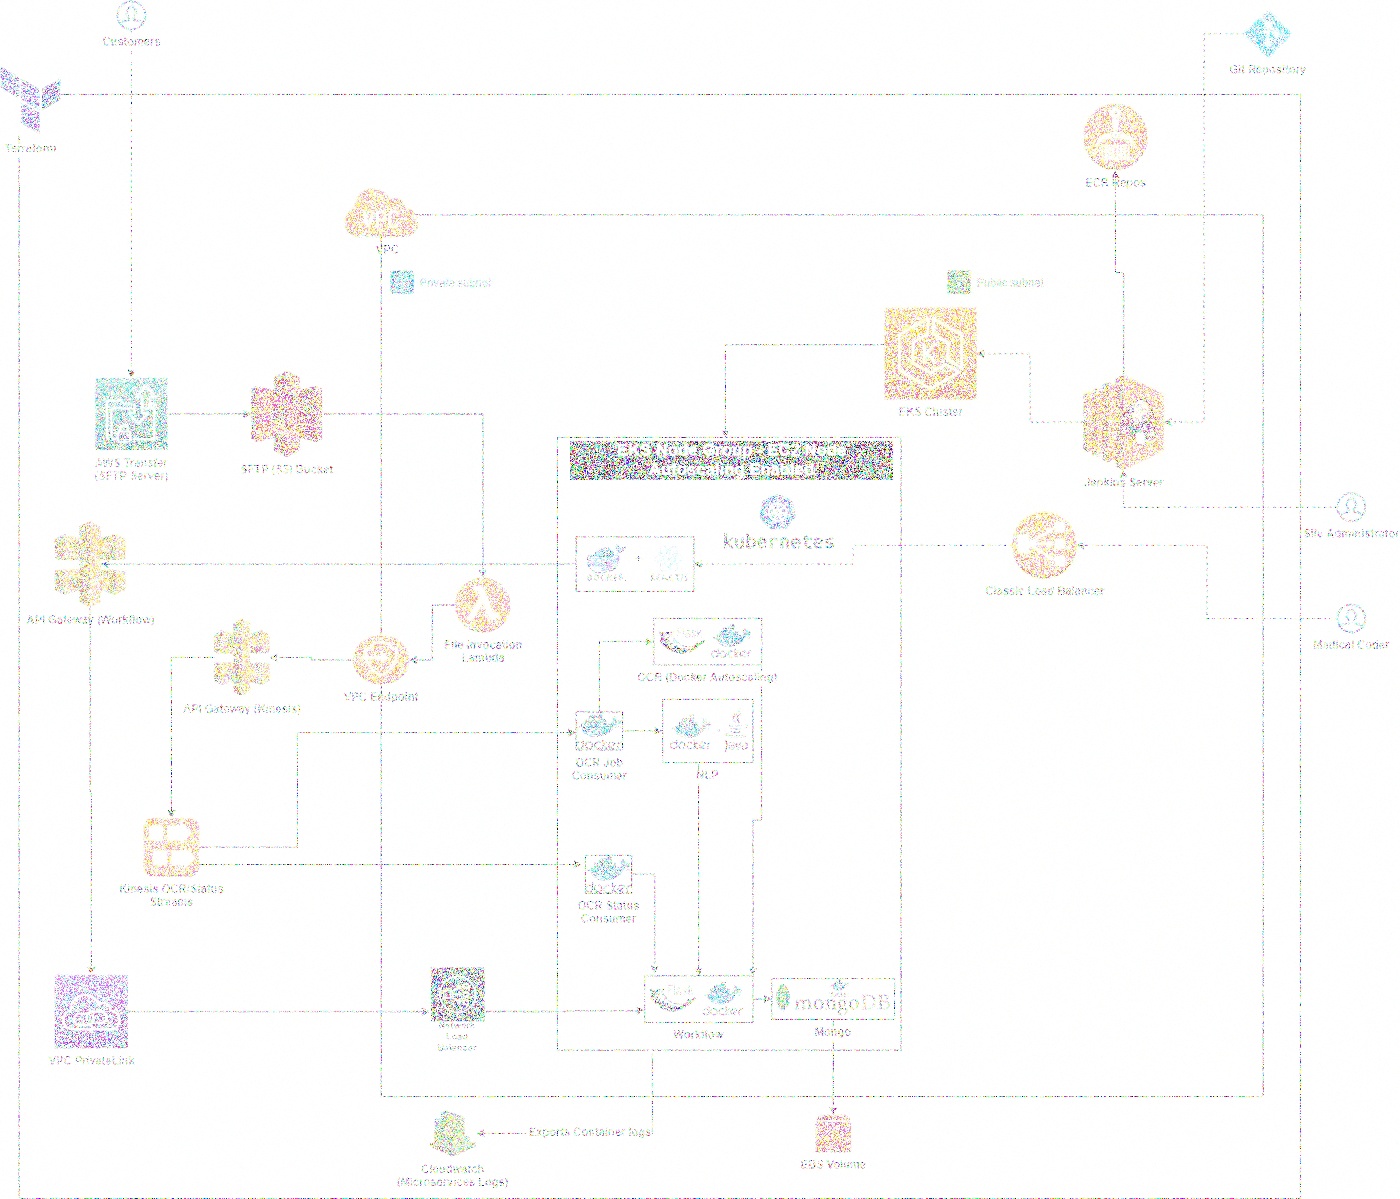 Customers
Git Repository
Terraform
ECR Repos
VPC
VPC
Private subnet
Public subnet
EKS Cluster
AWS Transfer
(SFTP Server)
SFTP (S3) Bucket
EKS Node Group - EC2 Node
Autoscaling Enabled
Jenkins Server
kubernetes
Site Administrator
Classic Load Balancer
API Gateway (Workflow)
File Invocation
Lambda
Medical Coder
docker
OCR (Docker Autoscaling)
VPC Endpoint
API Gateway (Kinesis)
docker
docker
Java
OCR Job
Consumer
NLP
Kinesis OCR/Status
Streams
docker
OCR Status
Consumer
docker
mongoDB
Network
Load
Balancer
Workflow
Mongo
VPC PrivateLink
Exports Container logs
Cloudwatch
(Microservices Logs)
EBS Volume